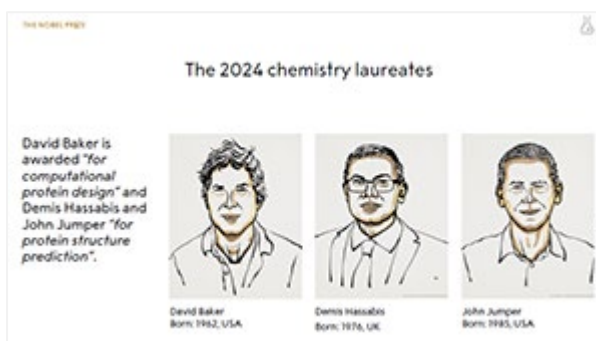 THE NOBEL PRIZE
The 2024 chemistry laureates
David Baker is
awarded "for
computational
protein design" and
Demis Hassabis and
John Jumper "for
protein structure
prediction".
David Baker
Born: 1962, USA
Demis Hassabis
Born: 1976, UK
John Jumper
Born: 1985, USA